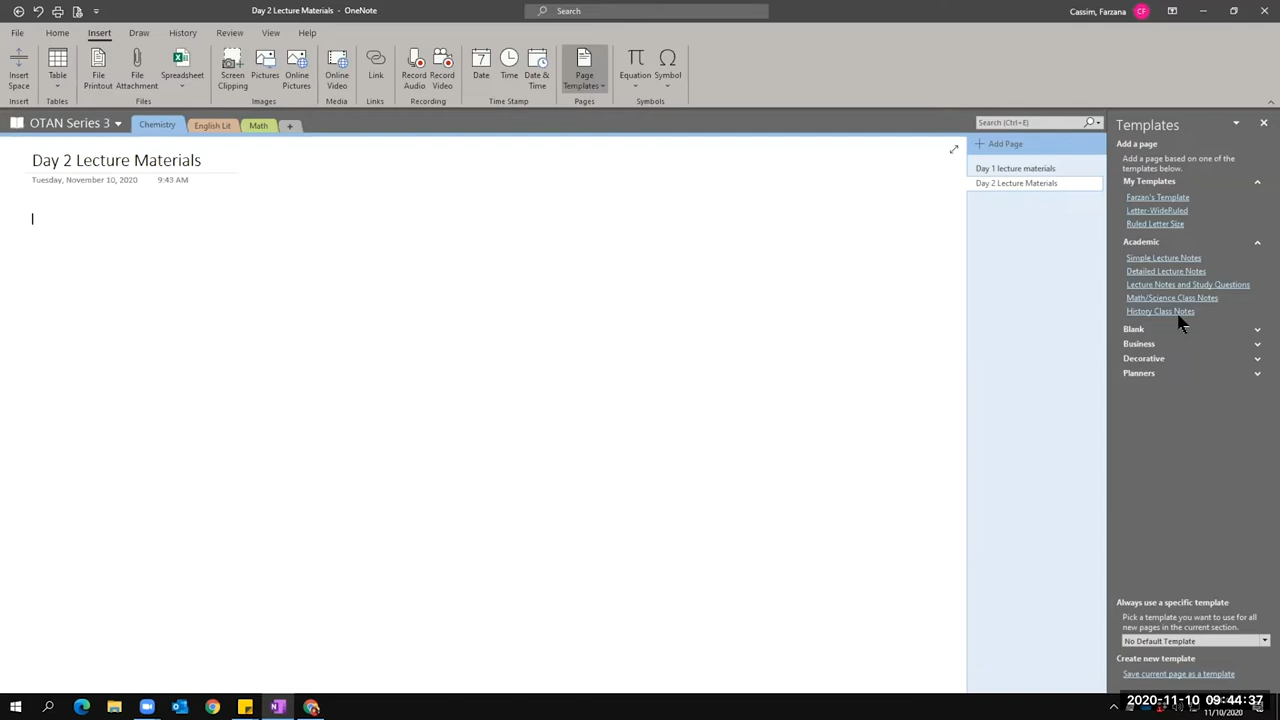 Day 2 Lecture Materials - OneNote
Search
Cassim, Farzana
CF
File Home Insert Draw History Review View Help
Insert Space
Table
File Printout
File Attachment
Spreadsheet
Screen Clipping
Pictures
Online Pictures
Online Video
Link
Record Audio
Record Video
7
Date
Time
Date & Time
Page Templates
Equation
Symbol
Insert Tables Files Images Media Links Recording Time Stamp Pages Symbols
OTAN Series 3
Chemistry
English Lit
Math
+
Search (Ctrl+E)
Day 2 Lecture Materials
Tuesday, November 10, 2020 9:43 AM
Add Page
Day 1 lecture materials
Day 2 Lecture Materials
Templates
Add a page
Add a page based on one of the
templates below.
My Templates
Farzan's Template
Letter-WideRuled
Ruled Letter Size
Academic
Simple Lecture Notes
Detailed Lecture Notes
Lecture Notes and Study Questions
Math/Science Class Notes
History Class Notes
Blank
Business
Decorative
Planners
Always use a specific template
Pick a template you want to use for all
new pages in the current section.
No Default Template
Create new template
Save current page as a template
2020-11-10 09:44:37
11/10/2020